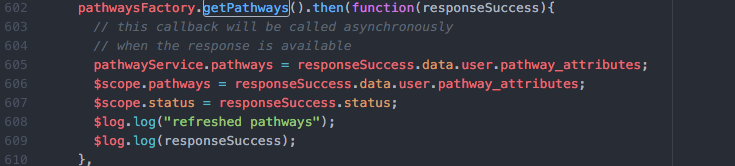 602 pathwaysFactory.getPathways().then(function(responseSuccess){
603 // this callback will be called asynchronously
604 // when the response is available
605 pathwayService.pathways = responseSuccess.data.user.pathway_attributes;
606 $scope.pathways = responseSuccess.data.user.pathway_attributes;
607 $scope.status = responseSuccess.status;
608 $log.log("refreshed pathways");
609 $log.log(responseSuccess);
610 },